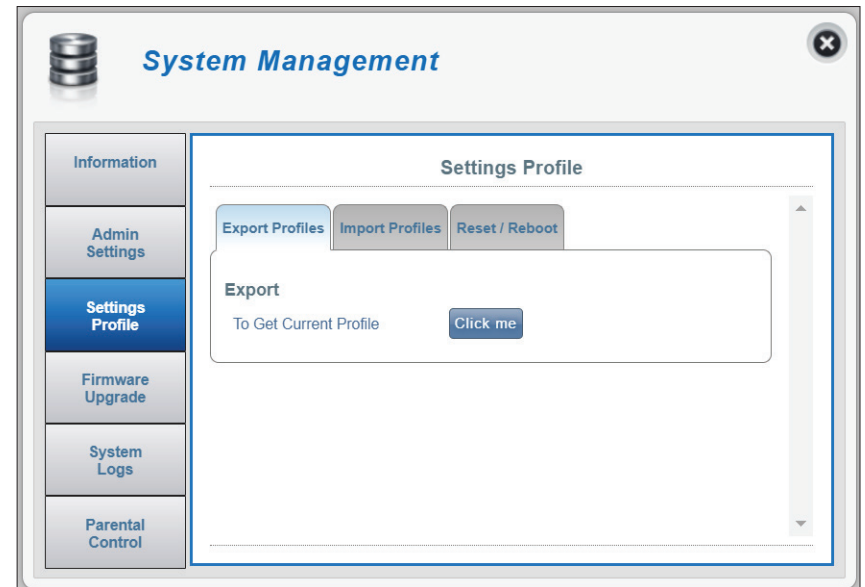 System Management
Information
Admin
Settings
Settings
Profile
Firmware
Upgrade
System
Logs
Parental
Control
Settings Profile
Export Profiles Import Profiles Reset / Reboot
Export
To Get Current Profile Click me